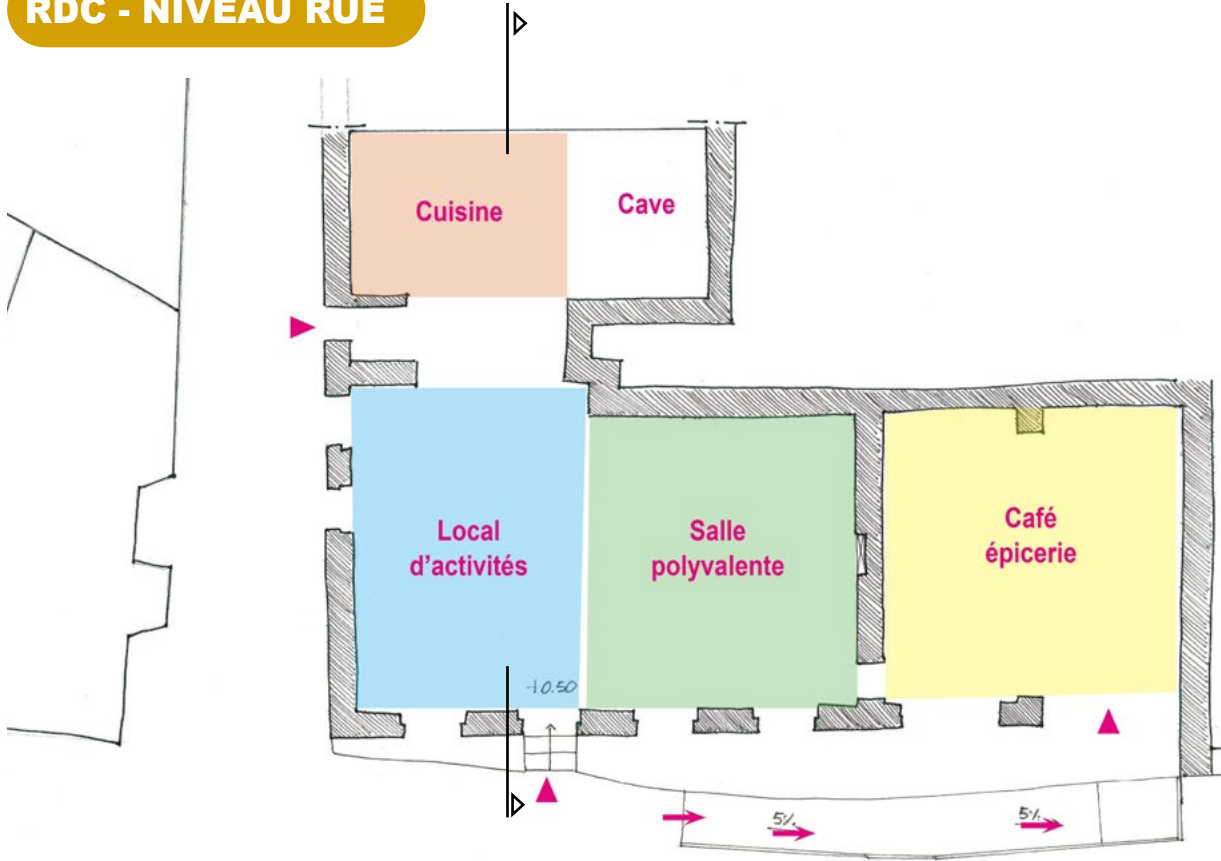 RDC - NIVEAU RUE
Cuisine
Cave
Local
d'activités
Salle
polyvalente
Café
épicerie
+0.50
5%
5%